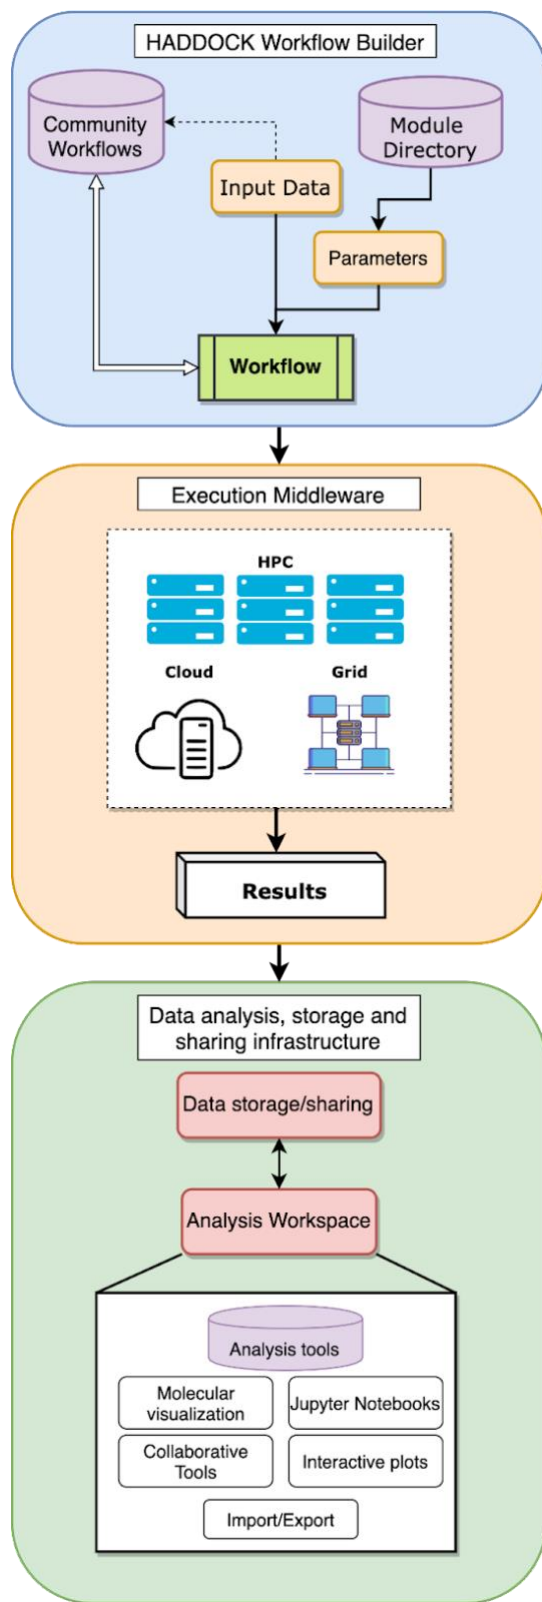 HADDOCK Workflow Builder
Community
Workflows
Module
Directory
Input Data
Parameters
Workflow
Execution Middleware
HPC
Cloud
Grid
Results
Data analysis, storage and
sharing infrastructure
Data storage/sharing
Analysis Workspace
Analysis tools
Molecular
visualization
Jupyter Notebooks
Collaborative
Tools
Interactive plots
Import/Export